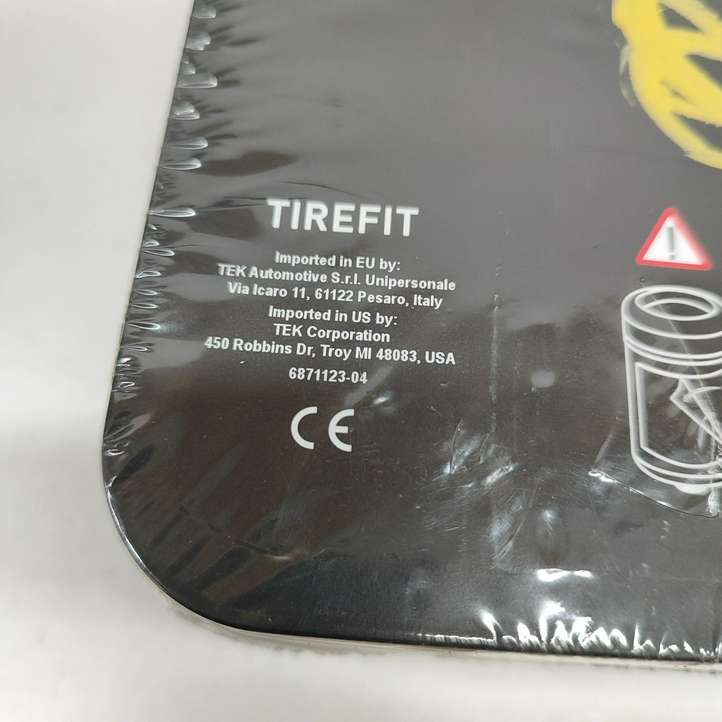 TIREFIT
Imported in EU by:
TEK Automotive S.r.l. Unipersonale
Via Icaro 11, 61122 Pesaro, Italy
Imported in US by:
TEK Corporation
450 Robbins Dr, Troy MI 48083, USA
6871123-04
CE